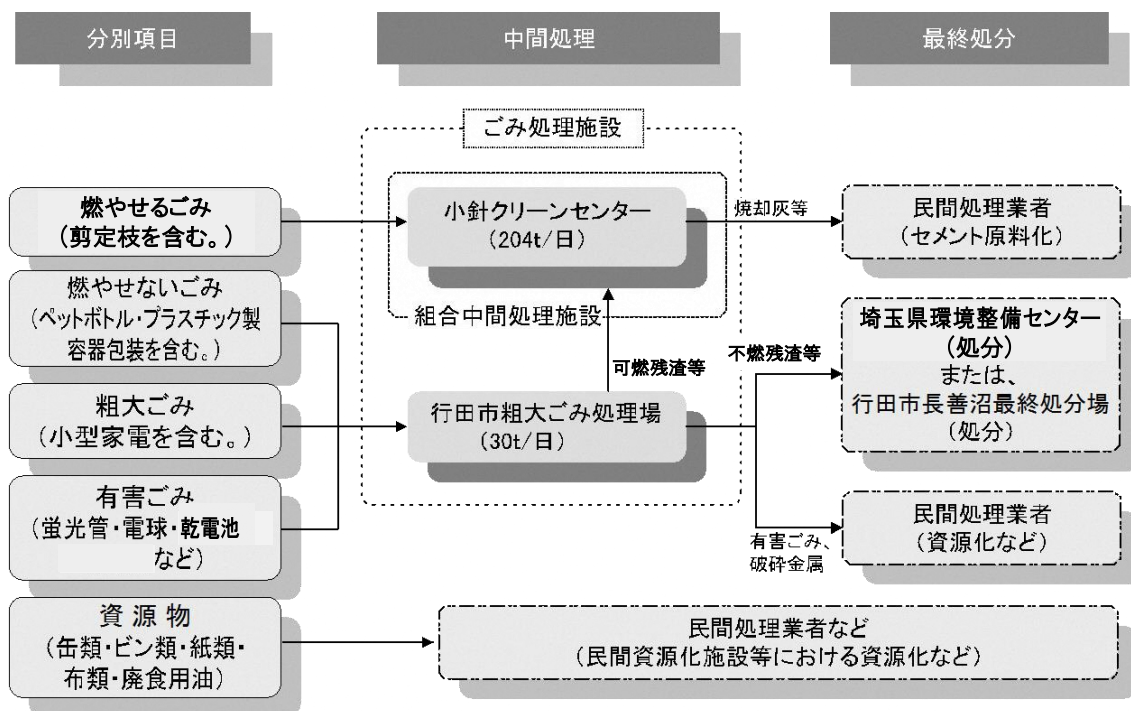 分別項目
中間処理
最終処分
ごみ処理施設
燃やせるごみ
(剪定枝を含む。)
小針クリーンセンター
(204t/日)
焼却灰等
民間処理業者
(セメント原料化)
組合中間処理施設
燃やせないごみ
(ペットボトル・プラスチック製
容器包装を含む。)
可燃残渣等
不燃残渣等
埼玉県環境整備センター
(処分)
または、
行田市長善沼最終処分場
(処分)
粗大ごみ
(小型家電を含む。)
行田市粗大ごみ処理場
(30t/日)
有害ごみ
(蛍光管・電球・乾電池
など)
有害ごみ、
破砕金属
民間処理業者
(資源化など)
資源物
(缶類・ビン類・紙類・
布類・廃食用油)
民間処理業者など
(民間資源化施設等における資源化など)